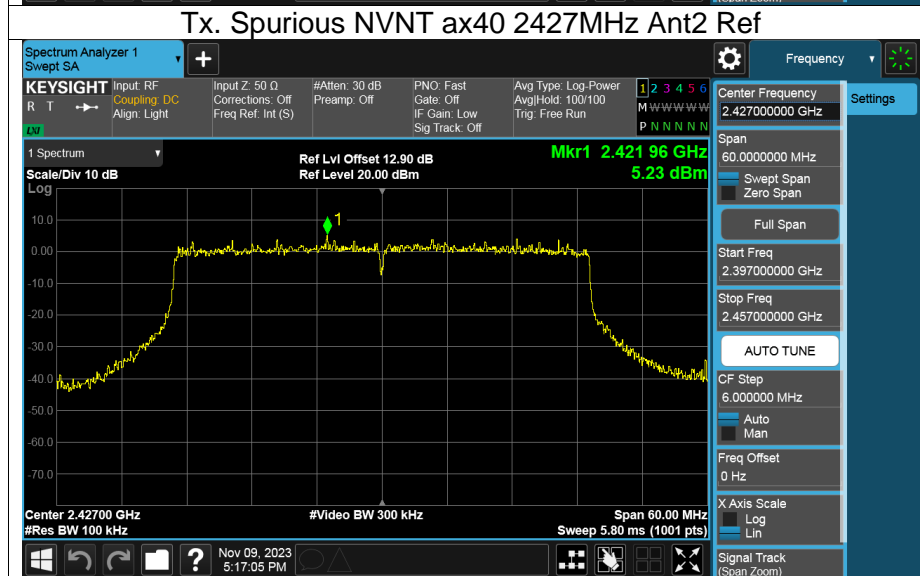 (Span Zoom)
Tx. Spurious NVNT ax40 2427MHz Ant2 Ref
Spectrum Analyzer 1
Swept SA
+
Frequency
KEYSIGHT
R T
LXI
Input: RF
Coupling: DC
Align: Light
Input Z: 50 Ω
Corrections: Off
Freq Ref: Int (S)
#Atten: 30 dB
Preamp: Off
PNO: Fast
Gate: Off
IF Gain: Low
Sig Track: Off
Avg Type: Log-Power
Avg|Hold: 100/100
Trig: Free Run
1 2 3 4 5 6
M W W W W W
P N N N N N
1 Spectrum
Scale/Div 10 dB
Ref Lvl Offset 12.90 dB
Ref Level 20.00 dBm
Mkr1 2.421 96 GHz
5.23 dBm
Log
10.0
0.00
-10.0
-20.0
-30.0
-40.0
-50.0
-60.0
-70.0
1
Center 2.42700 GHz
#Res BW 100 kHz
#Video BW 300 kHz
Span 60.00 MHz
Sweep 5.80 ms (1001 pts)
?
Nov 09, 2023
5:17:05 PM
Center Frequency
2.427000000 GHz
Settings
Span
60.0000000 MHz
Swept Span
Zero Span
Full Span
Start Freq
2.397000000 GHz
Stop Freq
2.457000000 GHz
AUTO TUNE
CF Step
6.000000 MHz
Auto
Man
Freq Offset
0 Hz
X Axis Scale
Log
Lin
Signal Track
(Span Zoom)